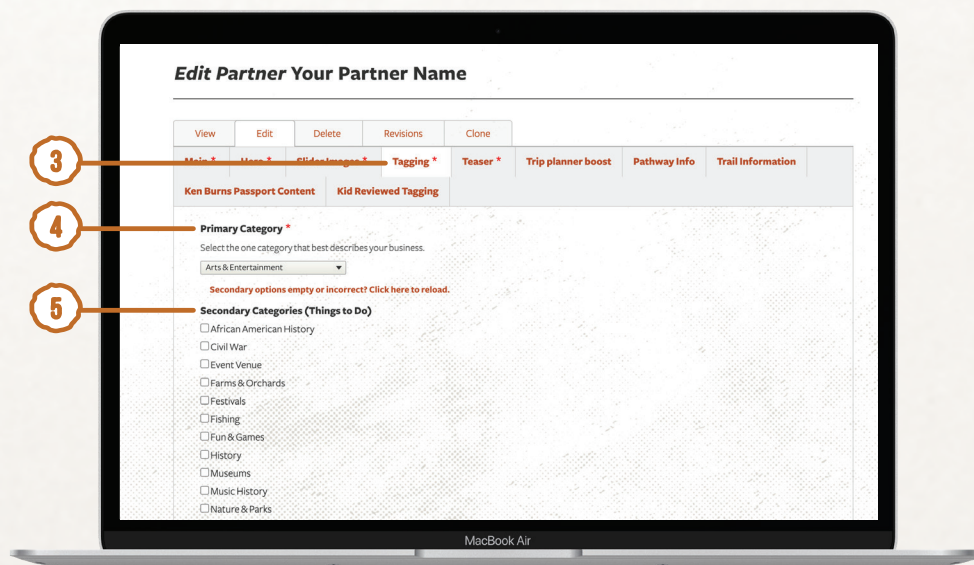 Edit Partner Your Partner Name
View Edit Delete Revisions Clone
3
Main * Hero * Slider Images * Tagging * Teaser * Trip planner boost Pathway Info Trail Information
Ken Burns Passport Content Kid Reviewed Tagging
4
Primary Category *
Select the one category that best describes your business.
Arts & Entertainment
Secondary options empty or incorrect? Click here to reload.
5
Secondary Categories (Things to Do)
African American History
Civil War
Event Venue
Farms & Orchards
Festivals
Fishing
Fun & Games
History
Museums
Music History
Nature & Parks
MacBook Air